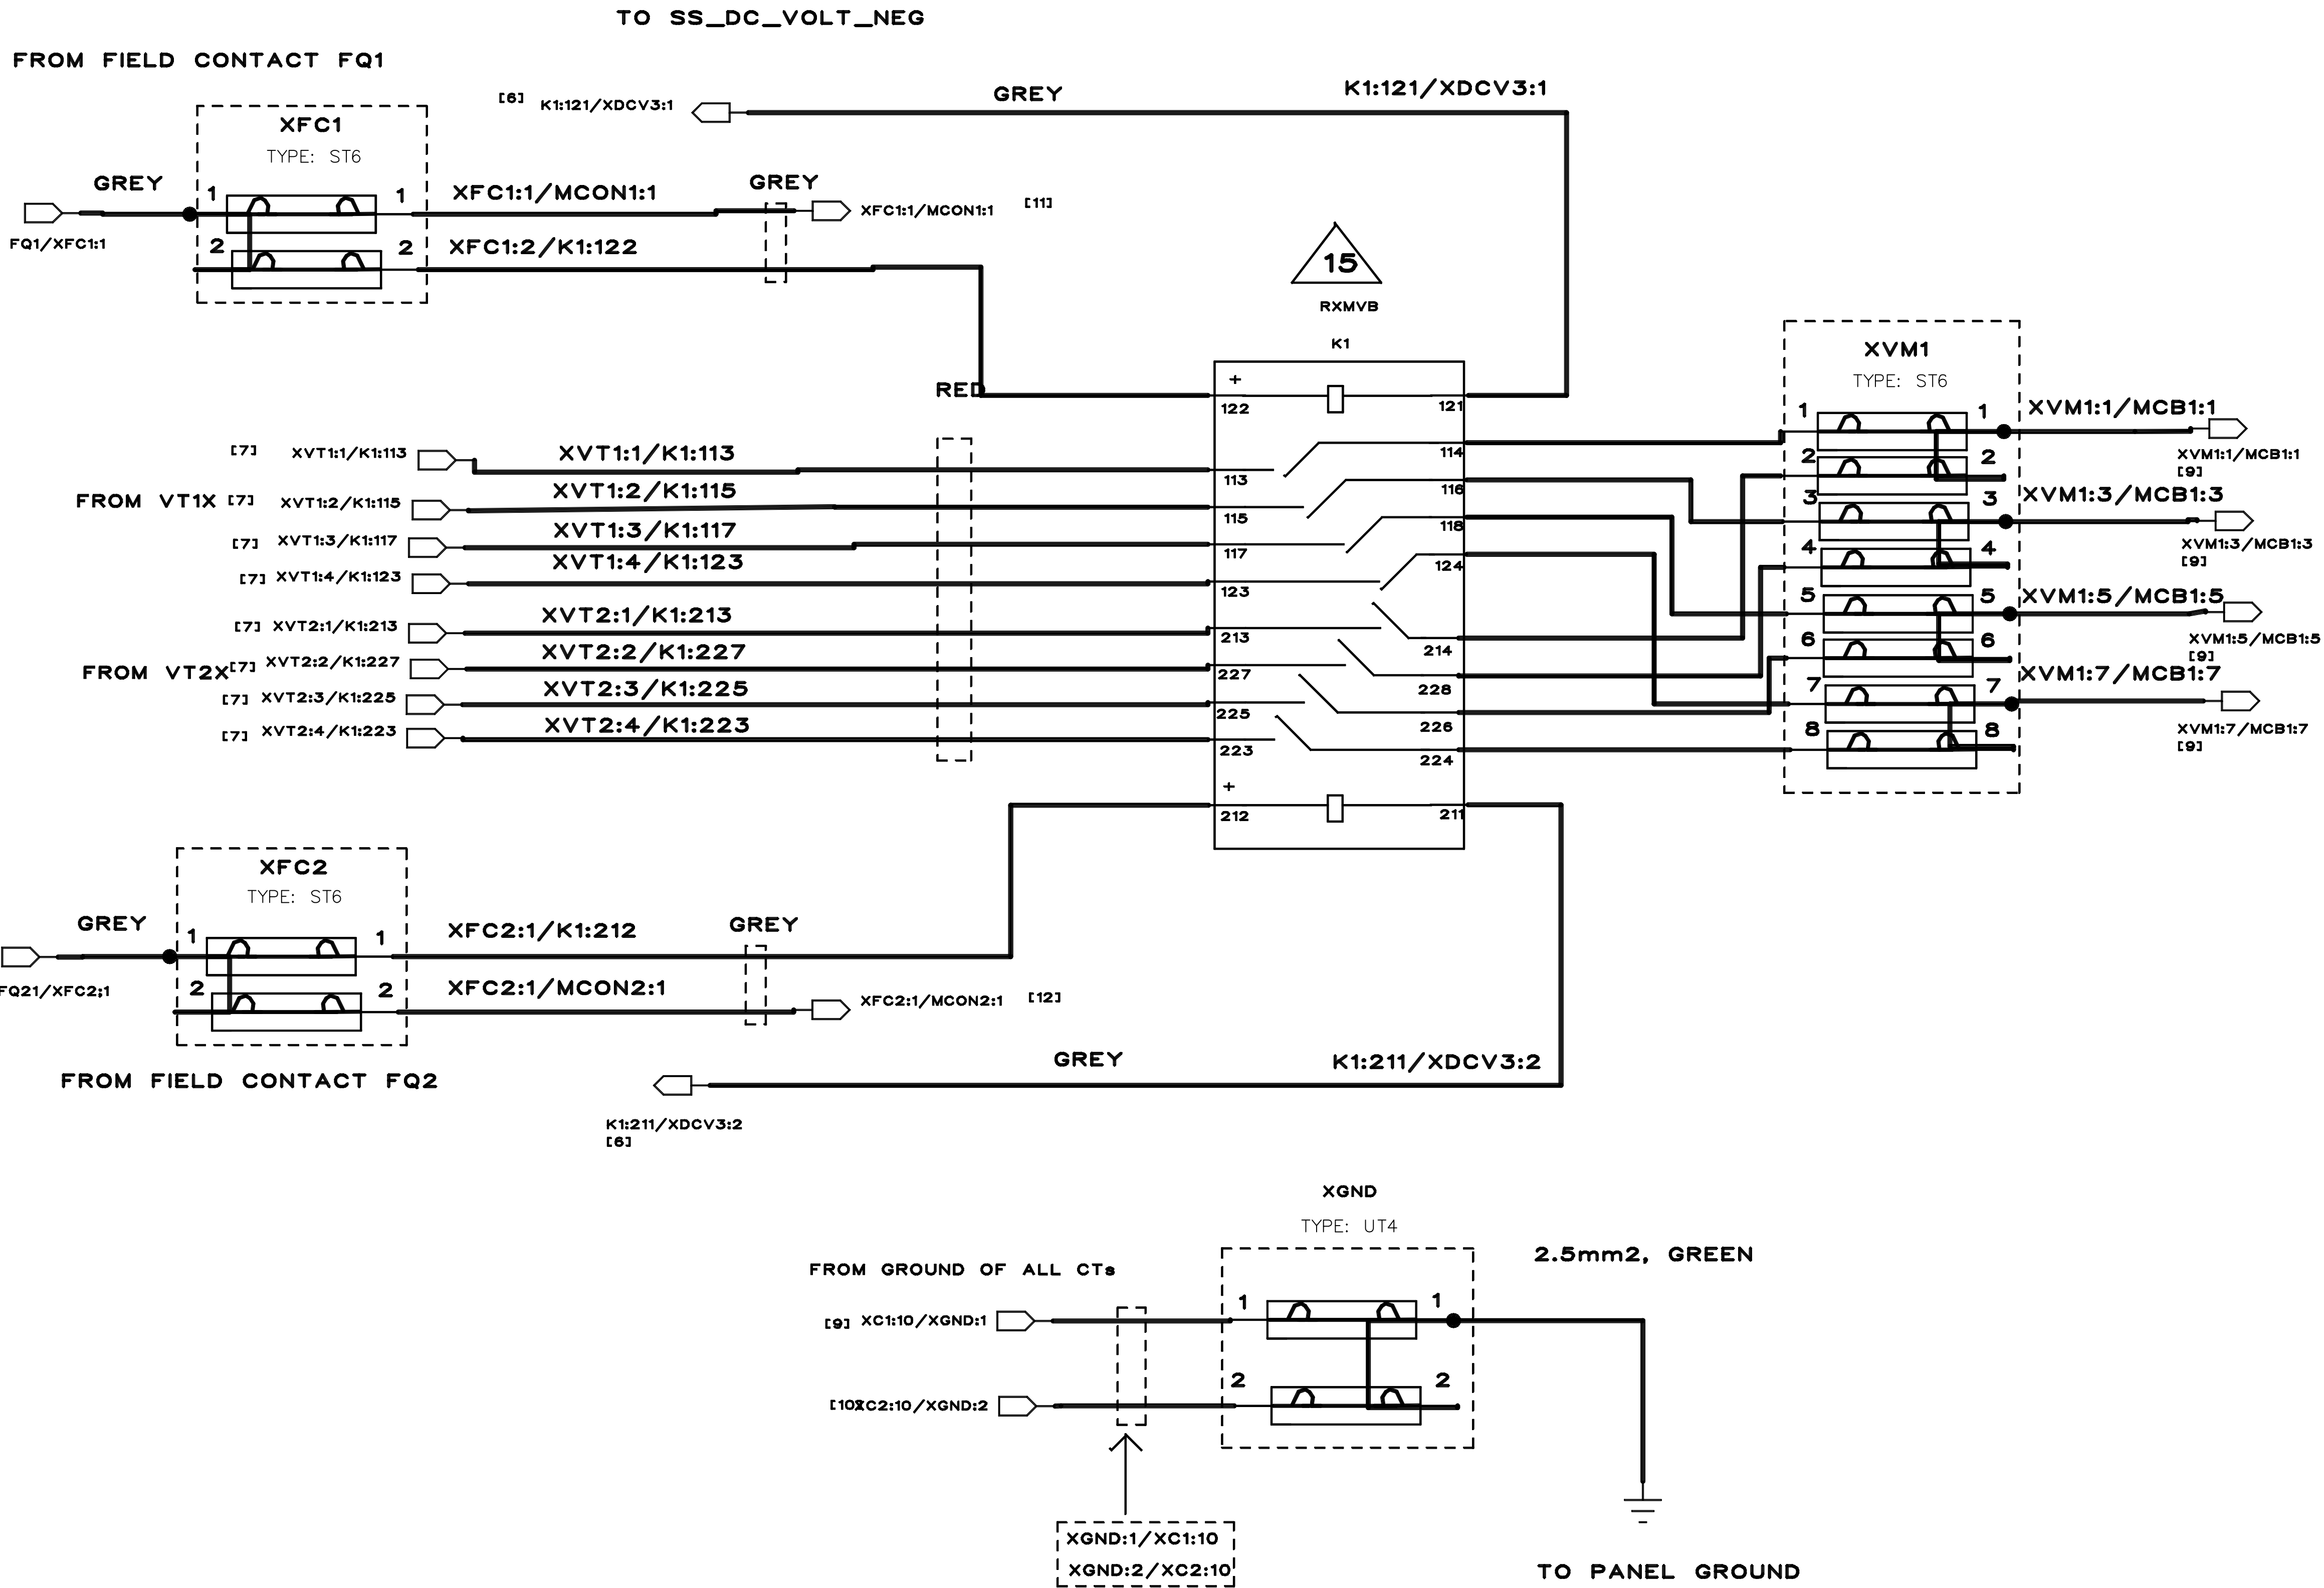 TO SS_DC_VOLT_NEG
FROM FIELD CONTACT FQ1
[6] K1:121/XDCV3:1
GREY
K1:121/XDCV3:1
XFC1
TYPE: ST6
GREY
1
1
XFC1:1/MCON1:1
GREY
XFC1:1/MCON1:1 [11]
FQ1/XFC1:1
2
2
XFC1:2/K1:122
15
RXMVB
K1
RED
+
122
121
[7] XVT1:1/K1:113
XVT1:1/K1:113
113
114
FROM VT1X
[7] XVT1:2/K1:115
XVT1:2/K1:115
115
116
[7] XVT1:3/K1:117
XVT1:3/K1:117
117
118
[7] XVT1:4/K1:123
XVT1:4/K1:123
123
124
[7] XVT2:1/K1:213
XVT2:1/K1:213
213
214
FROM VT2X
[7] XVT2:2/K1:227
XVT2:2/K1:227
227
228
[7] XVT2:3/K1:225
XVT2:3/K1:225
225
226
[7] XVT2:4/K1:223
XVT2:4/K1:223
223
224
+
212
211
XVM1
TYPE: ST6
1
1
XVM1:1/MCB1:1
XVM1:1/MCB1:1
[9]
2
2
3
3
XVM1:3/MCB1:3
XVM1:3/MCB1:3
[9]
4
4
5
5
XVM1:5/MCB1:5
XVM1:5/MCB1:5
[9]
6
6
7
7
XVM1:7/MCB1:7
XVM1:7/MCB1:7
[9]
8
8
XFC2
TYPE: ST6
GREY
1
1
XFC2:1/K1:212
GREY
FQ21/XFC2;1
2
2
XFC2:1/MCON2:1
XFC2:1/MCON2:1 [12]
FROM FIELD CONTACT FQ2
GREY
K1:211/XDCV3:2
K1:211/XDCV3:2
[6]
XGND
TYPE: UT4
FROM GROUND OF ALL CTs
2.5mm2, GREEN
[9] XC1:10/XGND:1
1
1
[10] XC2:10/XGND:2
2
2
XGND:1/XC1:10
XGND:2/XC2:10
TO PANEL GROUND